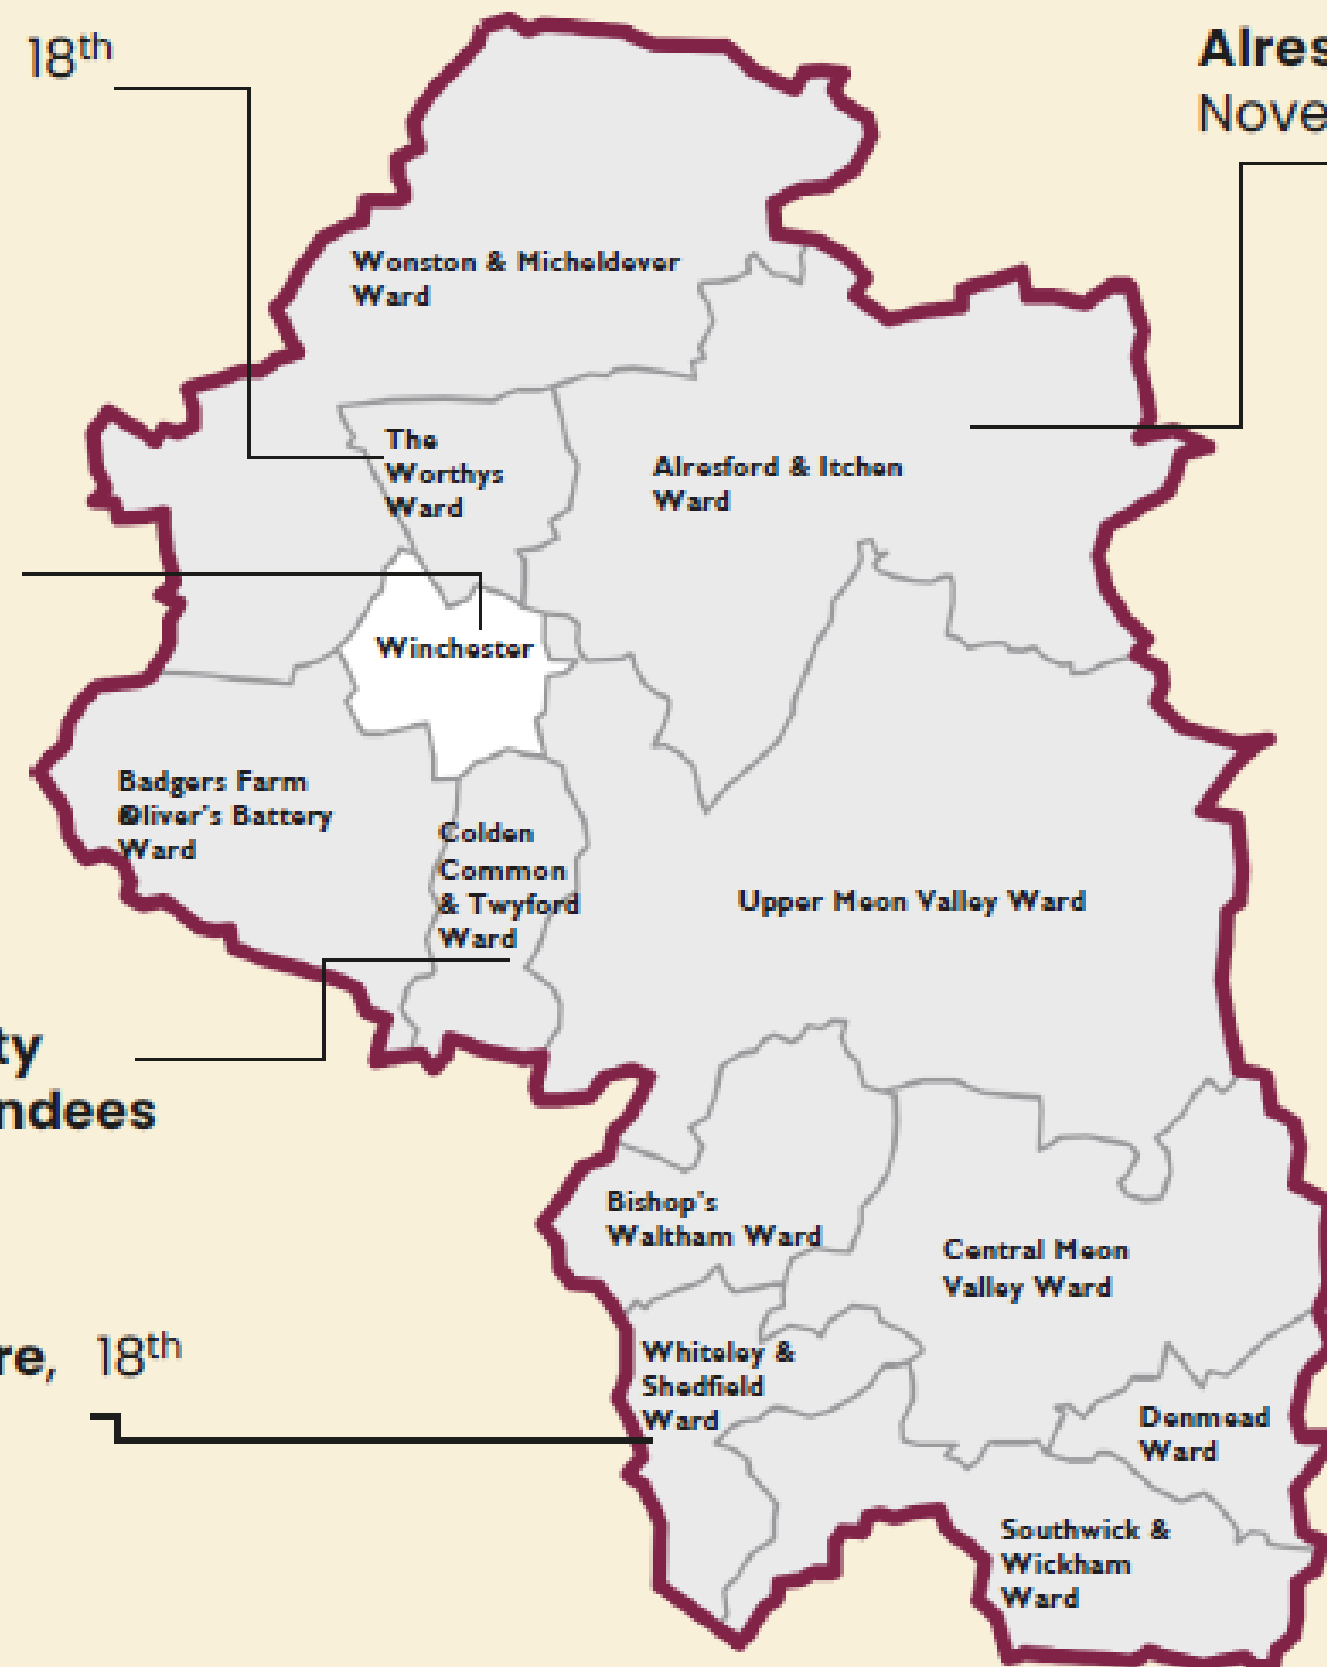 18th
Alres
Nove
Wonston & Micheldever
Ward
The
Worthys
Ward
Alresford & Itchen
Ward
Winchester
Badgers Farm
Oliver's Battery
Ward
Colden
Common
& Twyford
Ward
Upper Meon Valley Ward
ty
ndees
Bishop's
Waltham Ward
Central Meon
Valley Ward
re, 18th
Whiteley &
Shedfield
Ward
Denmead
Ward
Southwick &
Wickham
Ward